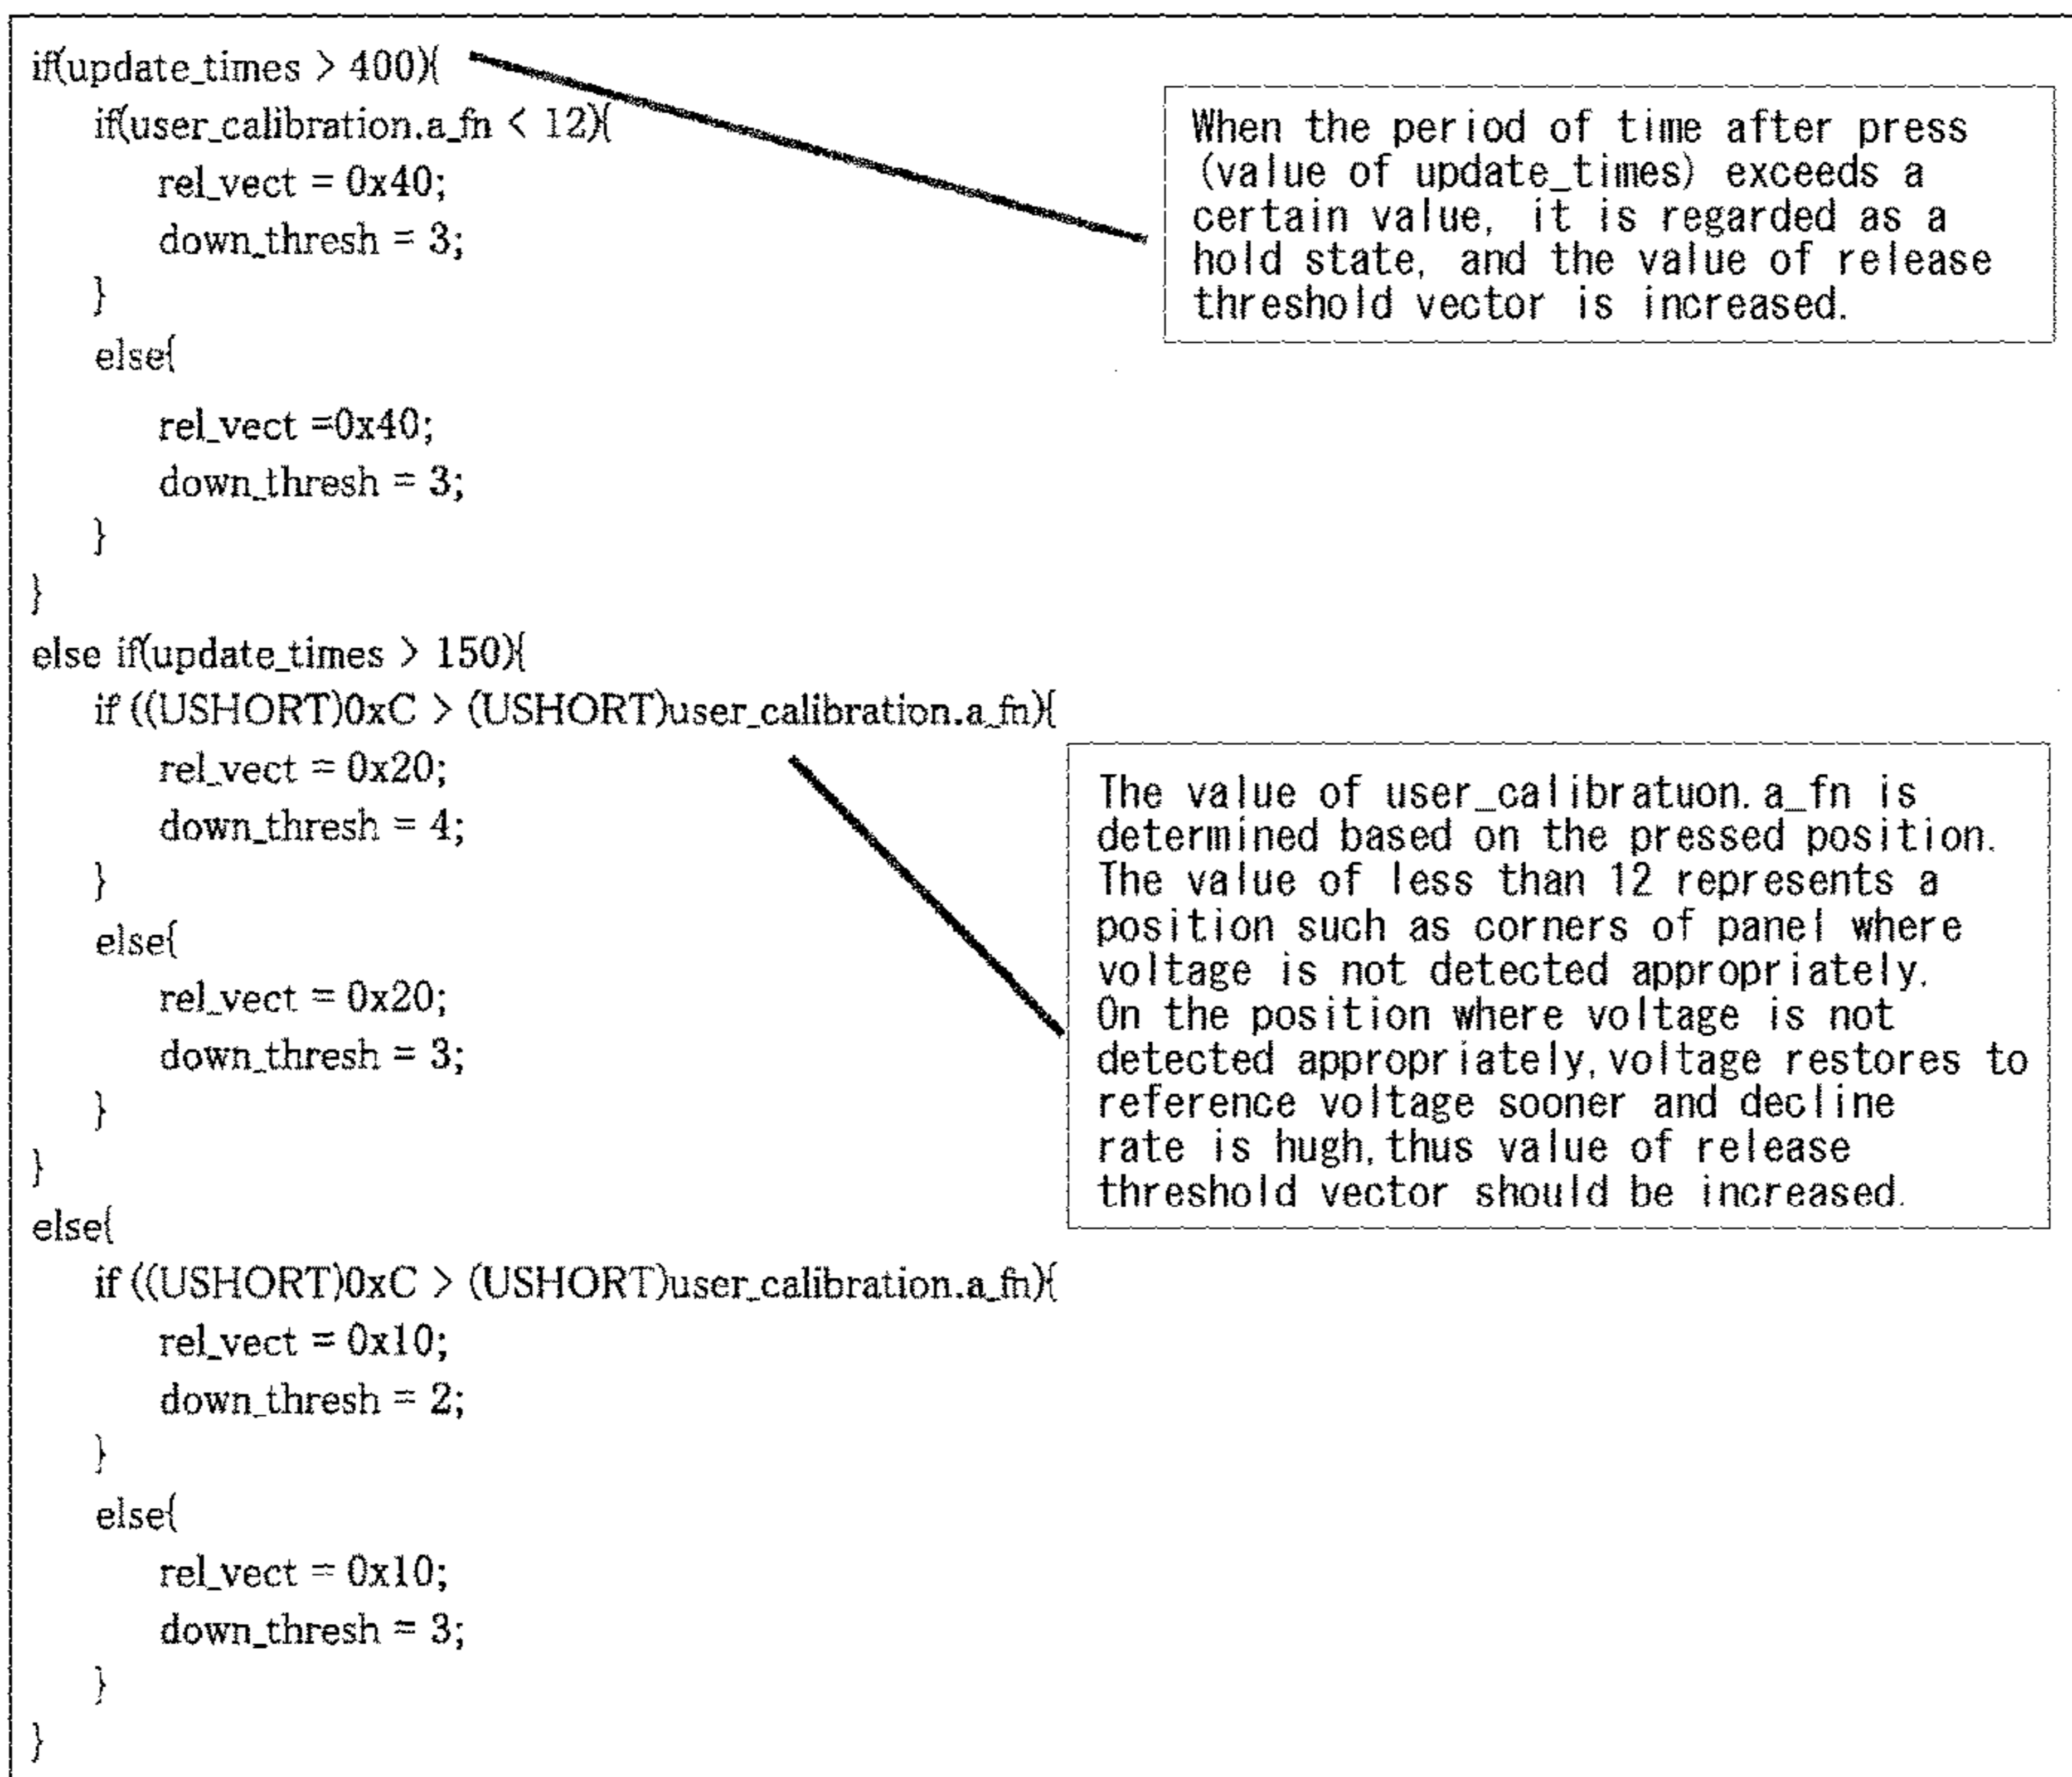 if(update_times > 400){
if(user_calibration.a_fn < 12){
rel_vect = 0x40;
down_thresh = 3;
}
else{
rel_vect =0x40;
down_thresh = 3;
}
}
else if(update_times > 150){
if ((USHORT)0xC > (USHORT)user_calibration.a_fn){
rel_vect = 0x20;
down_thresh = 4;
}
else{
rel_vect = 0x20;
down_thresh = 3;
}
}
else{
if ((USHORT)0xC > (USHORT)user_calibration.a_fn){
rel_vect = 0x10;
down_thresh = 2;
}
else{
rel_vect = 0x10;
down_thresh = 3;
}
}
When the period of time after press
(value of update_times) exceeds a
certain value, it is regarded as a
hold state, and the value of release
threshold vector is increased.
The value of user_calibratuon.a_fn is
determined based on the pressed position.
The value of less than 12 represents a
position such as corners of panel where
voltage is not detected appropriately.
On the position where voltage is not
detected appropriately,voltage restores to
reference voltage sooner and decline
rate is hugh,thus value of release
threshold vector should be increased.